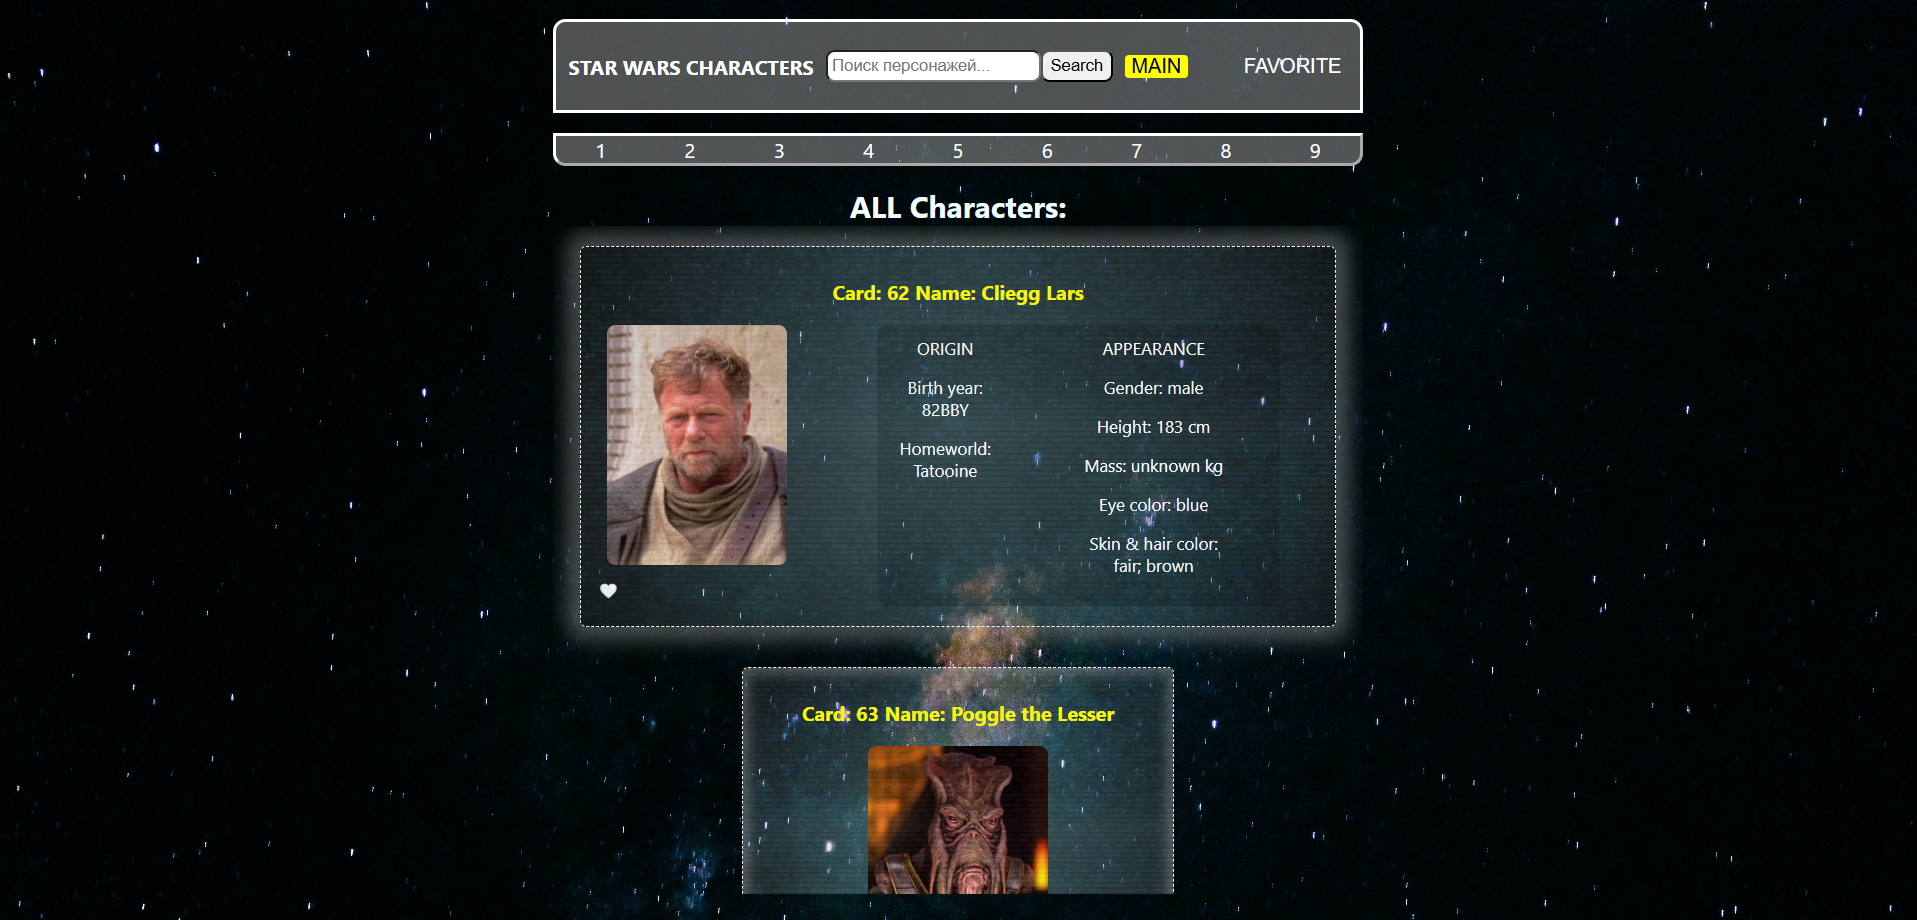 STAR WARS CHARACTERS Поиск персонажей... Search MAIN FAVORITE
1 2 3 4 5 6 7 8 9
ALL Characters:
Card: 62 Name: Cliegg Lars
ORIGIN
Birth year:
82BBY
Homeworld:
Tatooine
APPEARANCE
Gender: male
Height: 183 cm
Mass: unknown kg
Eye color: blue
Skin & hair color:
fair; brown
Card: 63 Name: Poggle the Lesser